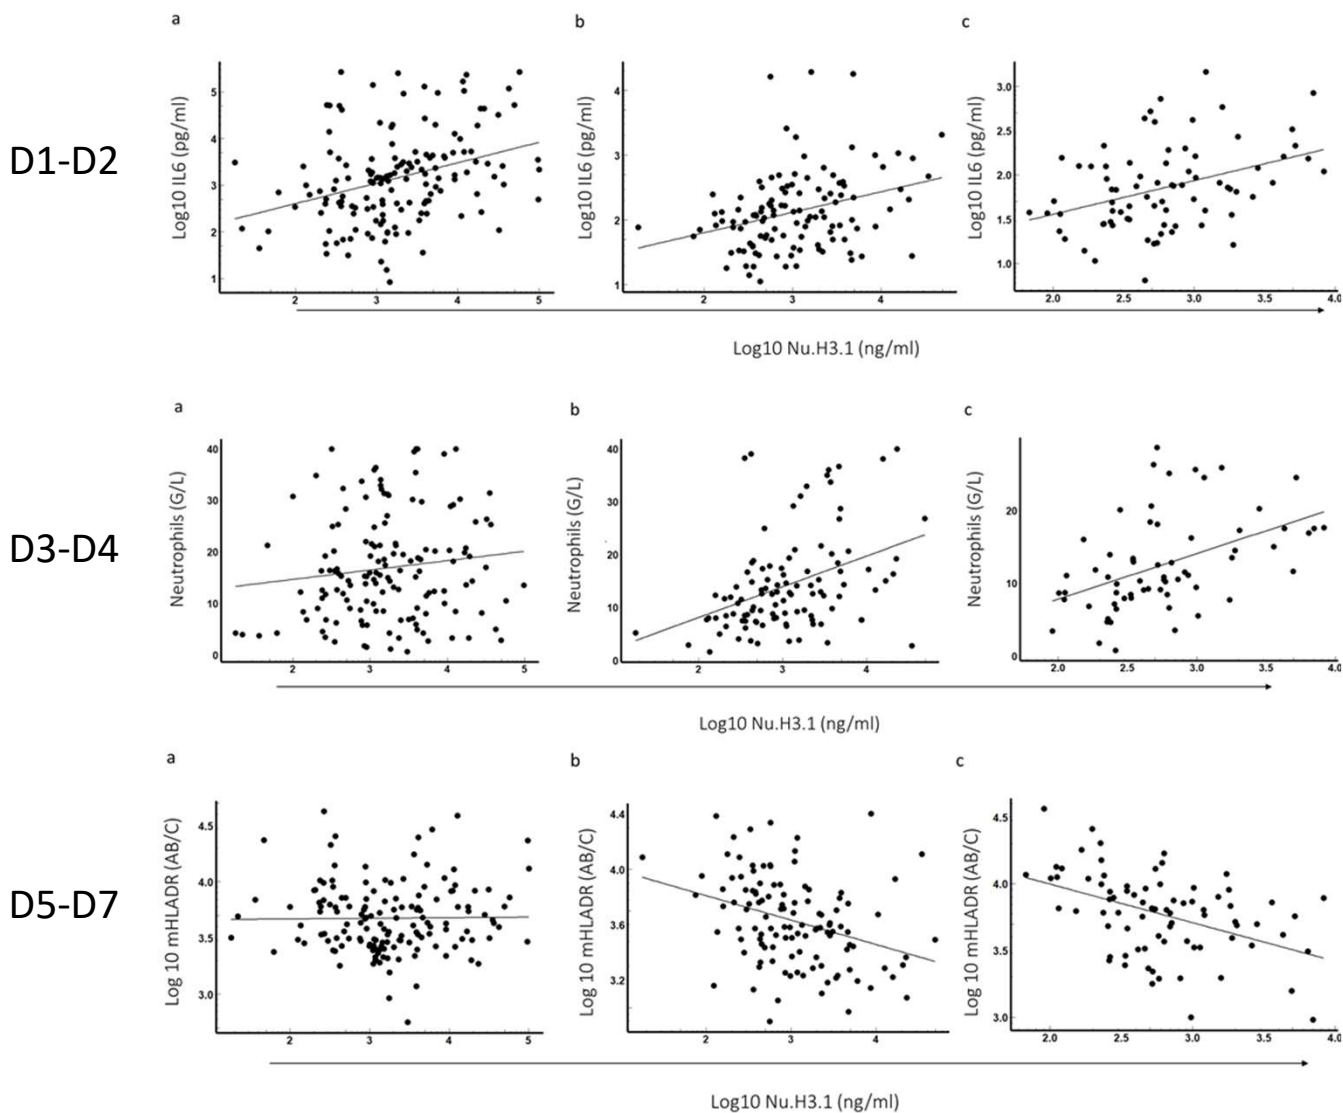 a b c
D1-D2
Log10 IL6 (pg/ml)
5
4
3
2
1
2 3 4 5
Log10 IL6 (pg/ml)
4
3
2
1
2 3 4
Log10 IL6 (pg/ml)
3.0
2.5
2.0
1.5
1.0
2.0 2.5 3.0 3.5 4.0
Log10 Nu.H3.1 (ng/ml)
a b c
D3-D4
Neutrophils (G/L)
40
30
20
10
0
2 3 4 5
Neutrophils (G/L)
40
30
20
10
0
2 3 4
Neutrophils (G/L)
20
10
0
2.0 2.5 3.0 3.5 4.0
Log10 Nu.H3.1 (ng/ml)
a b c
D5-D7
Log 10 mHLADR (AB/C)
4.5
4.0
3.5
3.0
2 3 4 5
Log 10 mHLADR (AB/C)
4.4
4.0
3.6
3.2
2 3 4
Log 10 mHLADR (AB/C)
4.5
4.0
3.5
3.0
2.0 2.5 3.0 3.5 4.0
Log10 Nu.H3.1 (ng/ml)